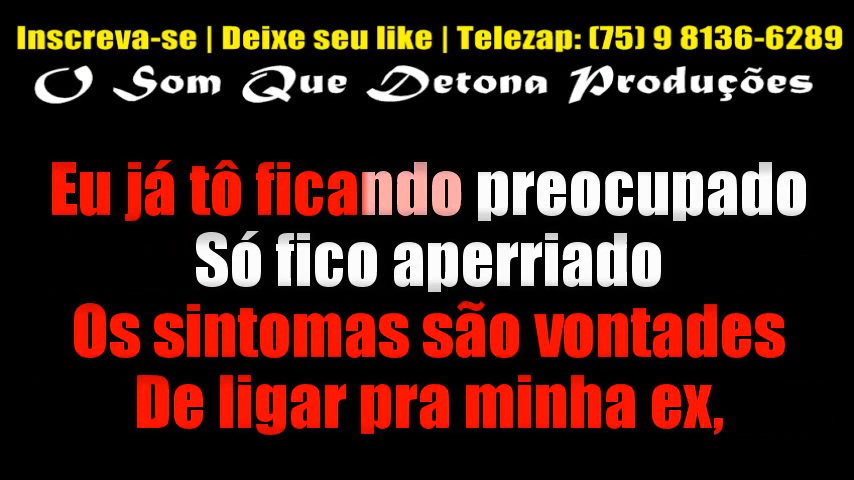 Inscreva-se | Deixe seu like | Telezap: (75) 9 8136-6289
O Som Que Detona Produções
Eu já tô ficando preocupado
Só fico aperriado
Os sintomas são vontades
De ligar pra minha ex,